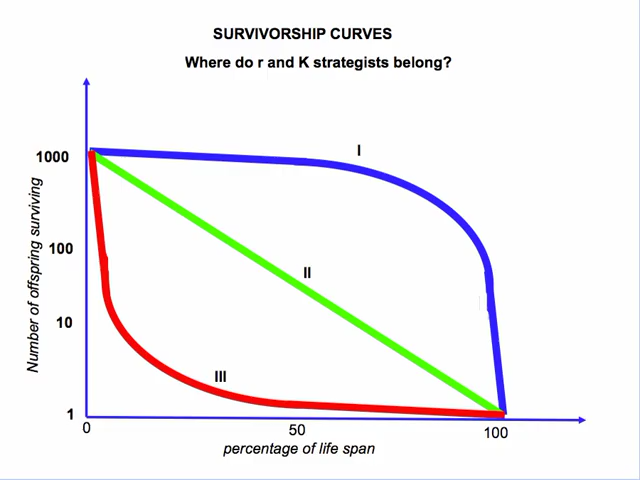 SURVIVORSHIP CURVES
Where do r and K strategists belong?
I
1000
Number of offspring surviving
100
II
10
III
1
0
50
100
percentage of life span